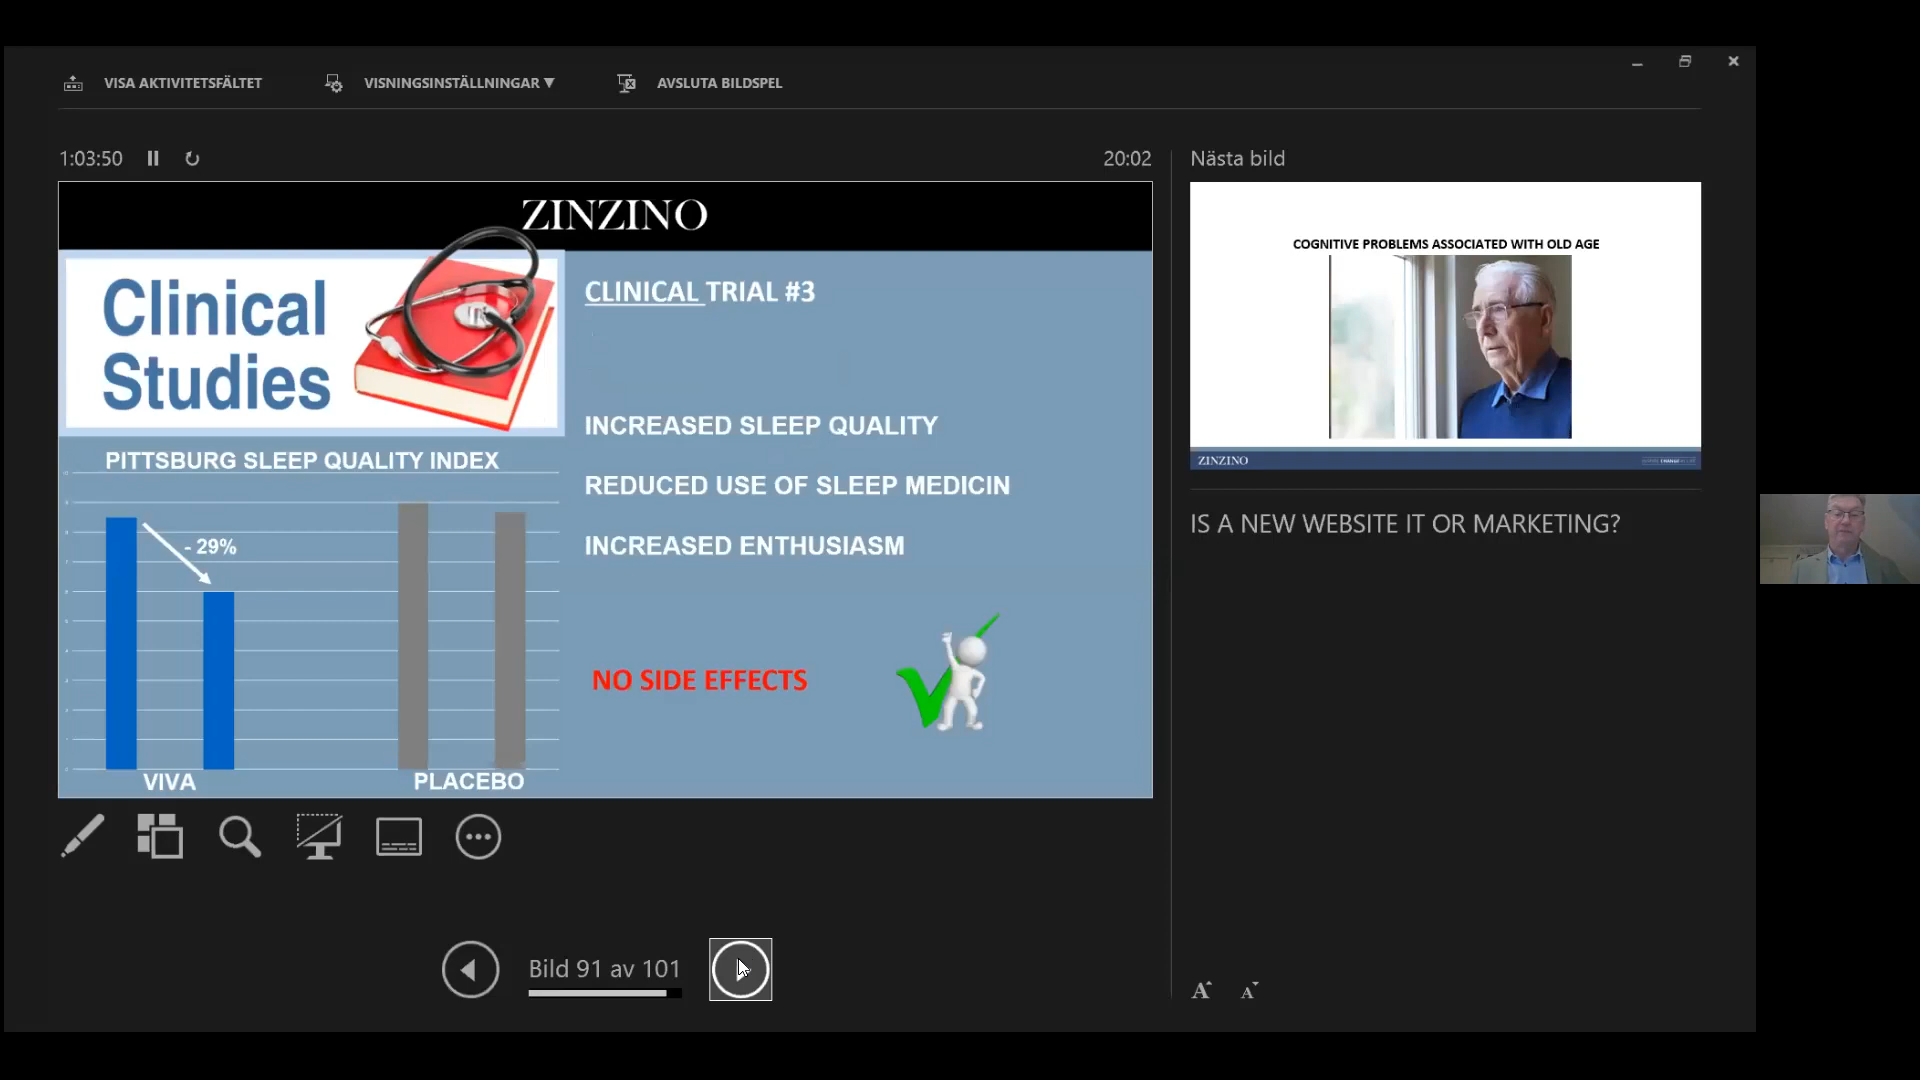 VISA AKTIVITETSFÄLTET
VISNINGSINSTÄLLNINGAR ▼
AVSLUTA BILDSPEL
1:03:50
20:02
ZINZINO
Clinical
Studies
CLINICAL TRIAL #3
INCREASED SLEEP QUALITY
REDUCED USE OF SLEEP MEDICIN
INCREASED ENTHUSIASM
NO SIDE EFFECTS
PITTSBURG SLEEP QUALITY INDEX
- 29%
VIVA
PLACEBO
Bild 91 av 101
Nästa bild
COGNITIVE PROBLEMS ASSOCIATED WITH OLD AGE
ZINZINO
IS A NEW WEBSITE IT OR MARKETING?
A A